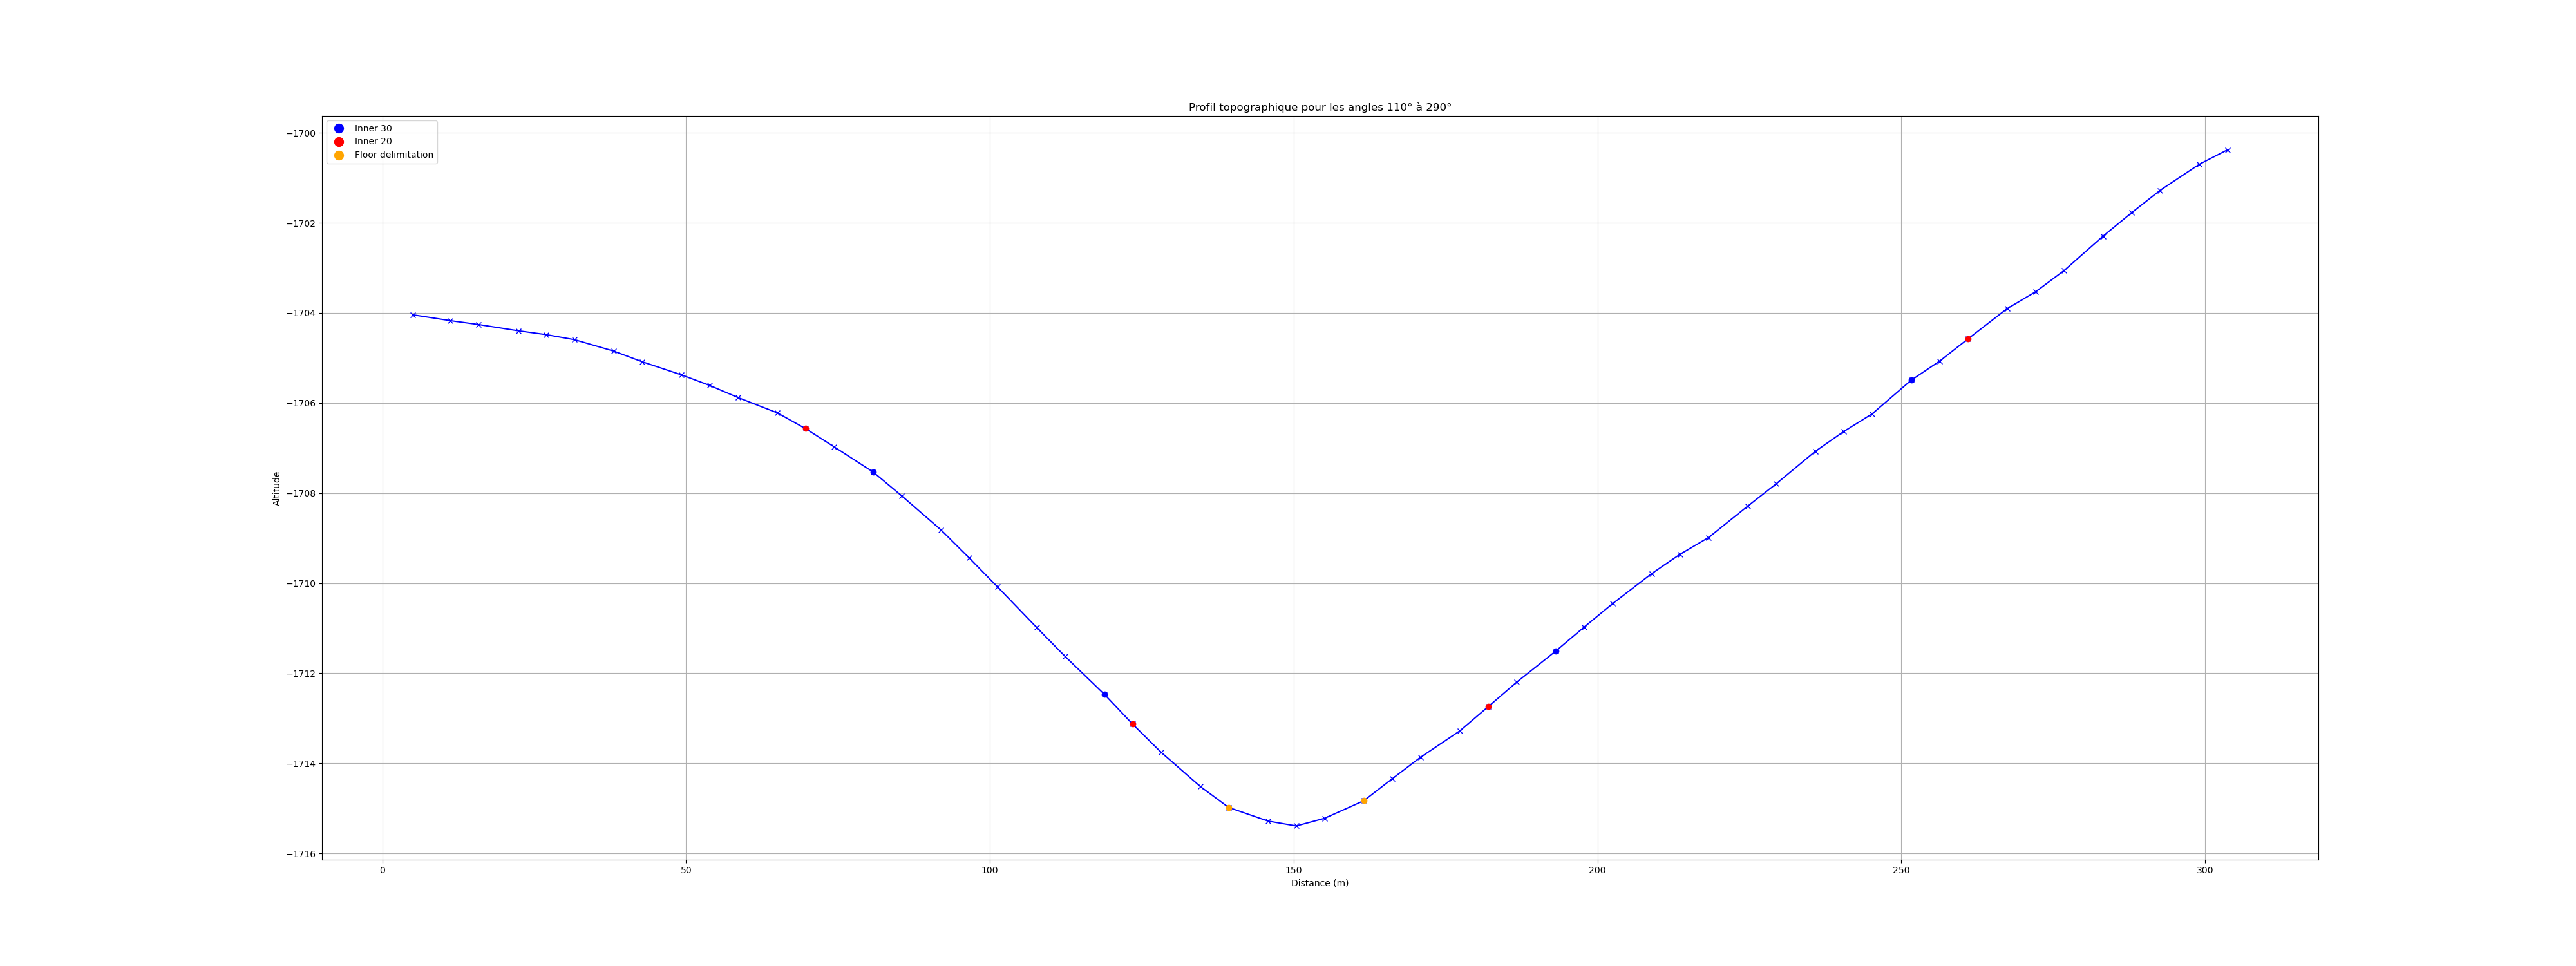 Profil topographique pour les angles 110° à 290°
Inner 30
Inner 20
Floor delimitation
Altitude
−1700
−1702
−1704
−1706
−1708
−1710
−1712
−1714
−1716
0 50 100 150 200 250 300
Distance (m)